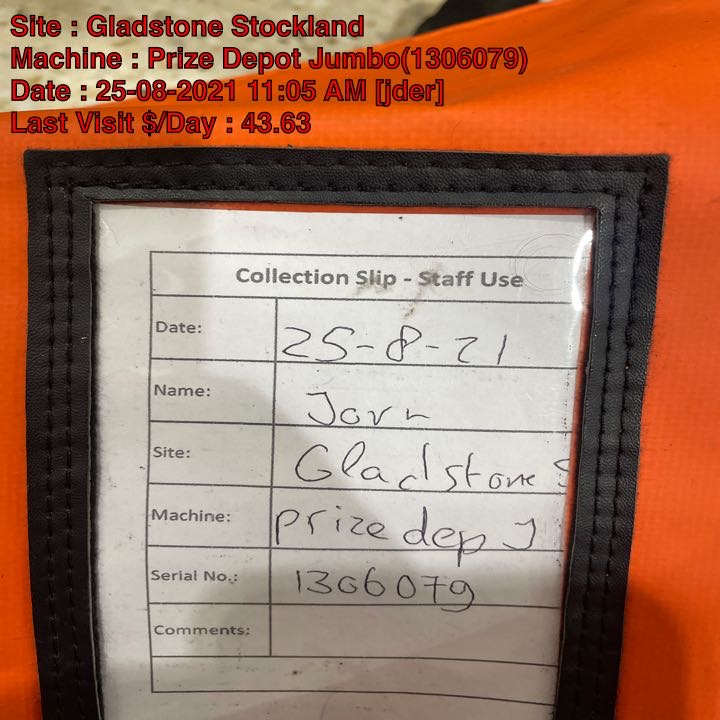 Site : Gladstone Stockland
Machine : Prize Depot Jumbo(1306079)
Date : 25-08-2021 11:05 AM [jder]
Last Visit $/Day : 43.63
Collection Slip - Staff Use
Date: 25-8-21
Name: Jorn
Site: Gladstone S
Machine: prize dep J
Serial No.: 1306079
Comments: